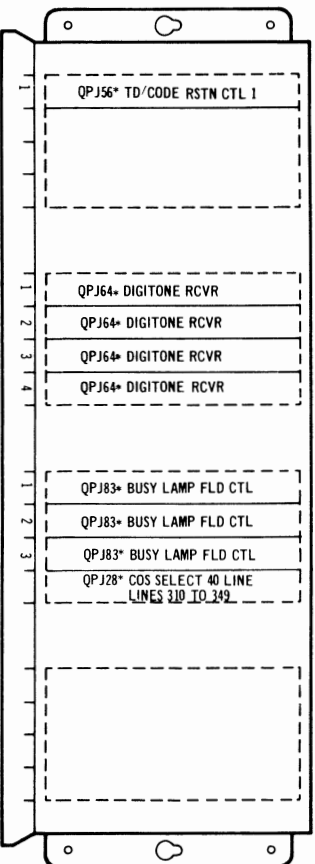 1 QPJ56* TD/CODE RSTN CTL 1
1 QPJ64* DIGITONE RCVR
2 QPJ64* DIGITONE RCVR
3 QPJ64* DIGITONE RCVR
4 QPJ64* DIGITONE RCVR
1 QPJ83* BUSY LAMP FLD CTL
2 QPJ83* BUSY LAMP FLD CTL
3 QPJ83* BUSY LAMP FLD CTL
QPJ28* COS SELECT 40 LINE
LINES 310 TO 349